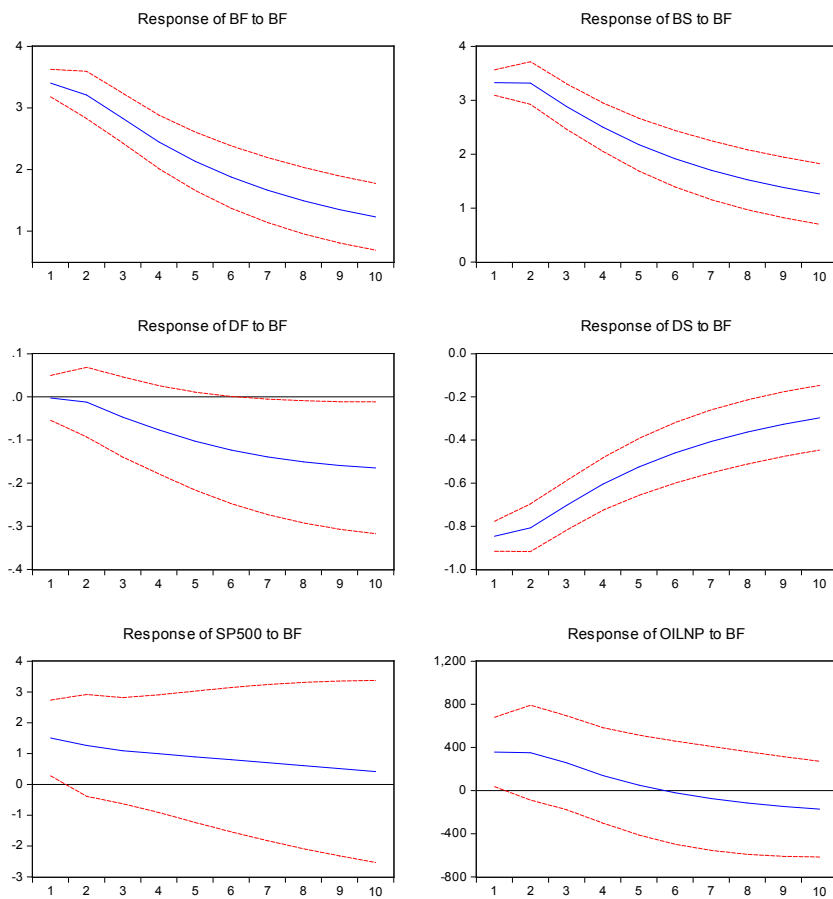 Response of BF to BF
4
3
2
1
1 2 3 4 5 6 7 8 9 10
Response of BS to BF
4
3
2
1
0
1 2 3 4 5 6 7 8 9 10
Response of DF to BF
.1
.0
-.1
-.2
-.3
-.4
1 2 3 4 5 6 7 8 9 10
Response of DS to BF
0.0
-0.2
-0.4
-0.6
-0.8
-1.0
1 2 3 4 5 6 7 8 9 10
Response of SP500 to BF
4
3
2
1
0
-1
-2
-3
1 2 3 4 5 6 7 8 9 10
Response of OILNP to BF
1,200
800
400
0
-400
-800
1 2 3 4 5 6 7 8 9 10